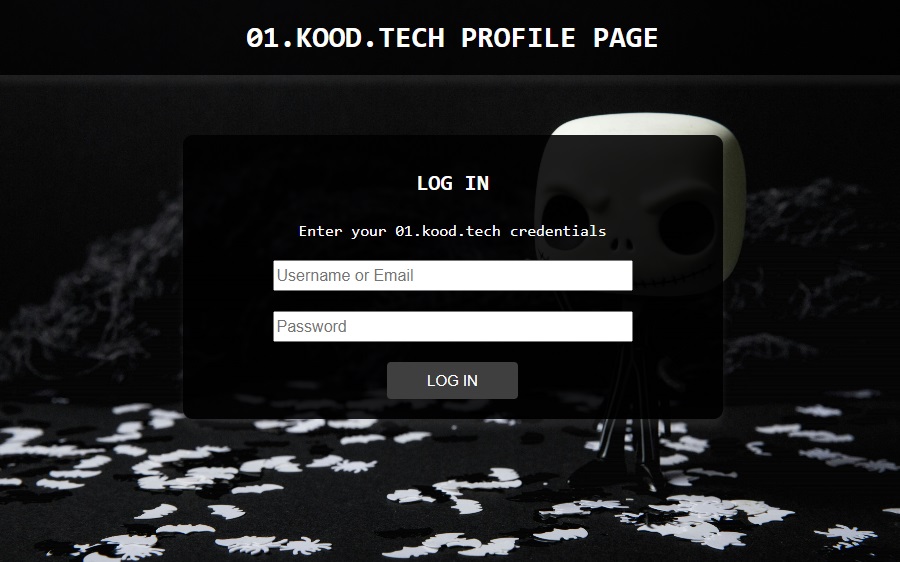 01.KOOD.TECH PROFILE PAGE
LOG IN
Enter your 01.kood.tech credentials
Username or Email
Password
LOG IN